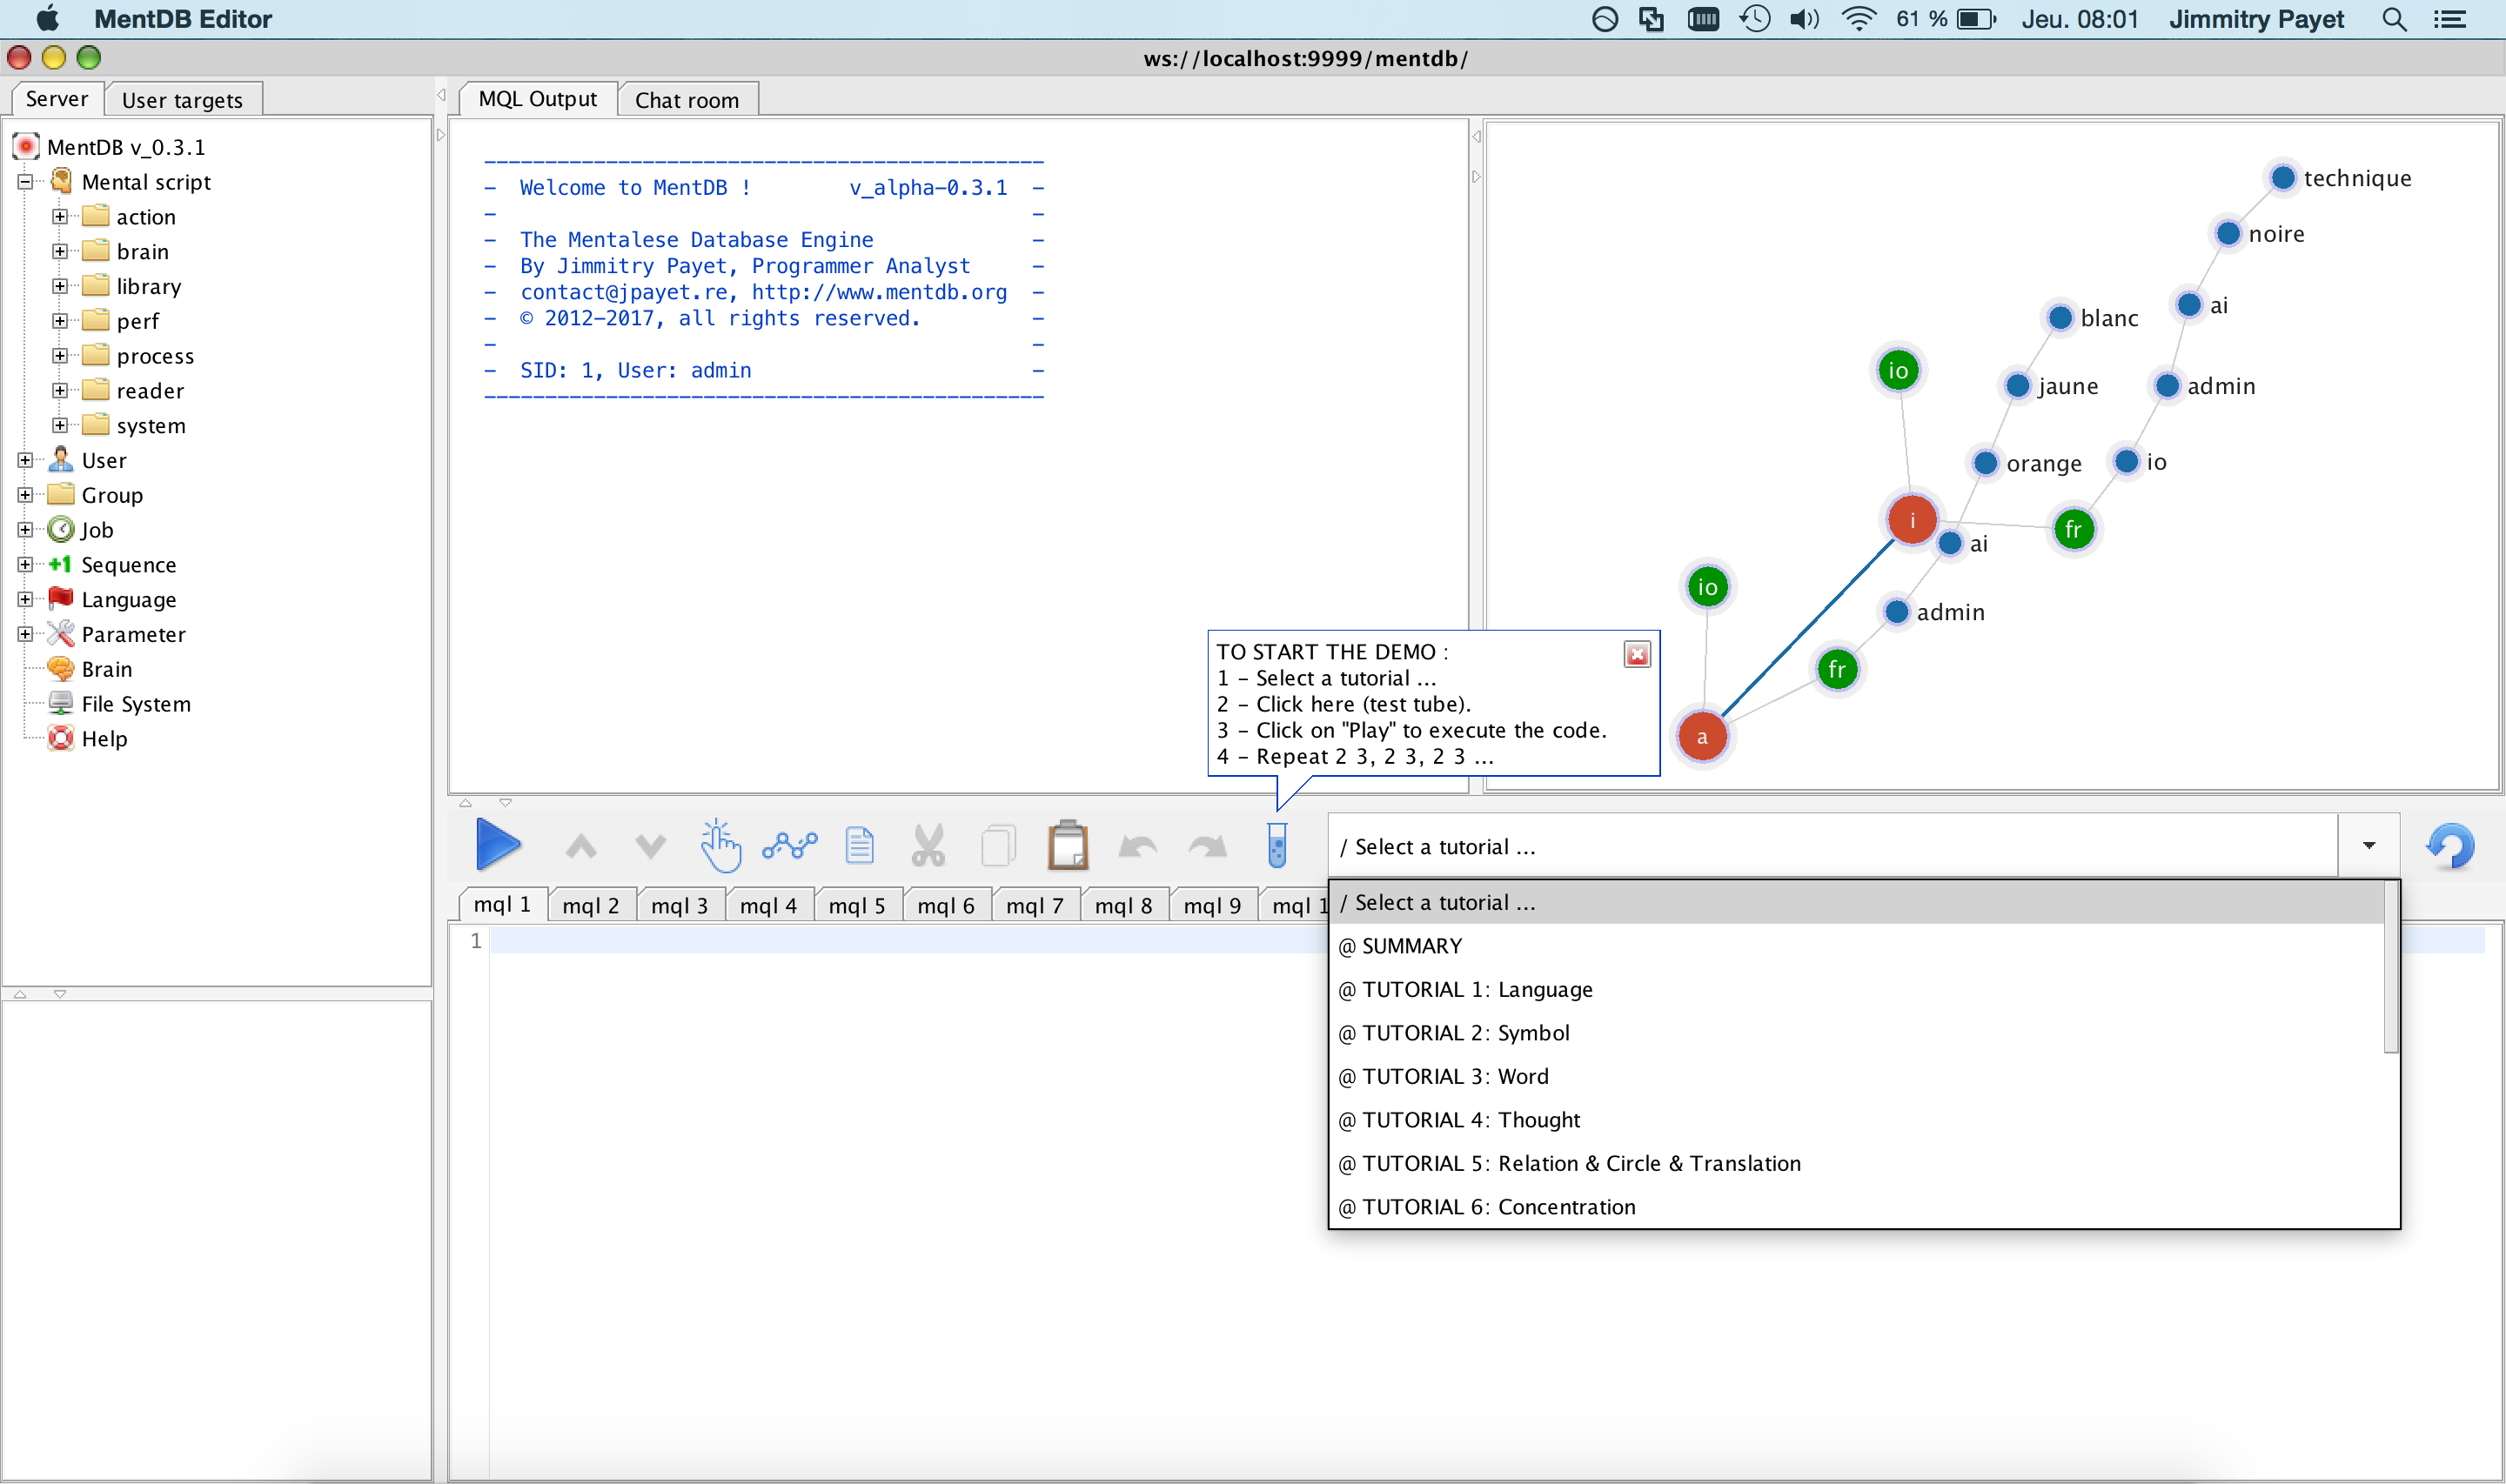 MentDB Editor
61 %
Jeu. 08:01
Jimmitry Payet
ws://localhost:9999/mentdb/
Server
User targets
MentDB v_0.3.1
Mental script
action
brain
library
perf
process
reader
system
User
Group
Job
+1 Sequence
Language
Parameter
Brain
File System
Help
MQL Output
Chat room
----------------------------------------------
-  Welcome to MentDB !        v_alpha-0.3.1  -
-                                            -
-  The Mentalese Database Engine             -
-  By Jimmitry Payet, Programmer Analyst     -
-  contact@jpayet.re, http://www.mentdb.org  -
-  © 2012-2017, all rights reserved.         -
-                                            -
-  SID: 1, User: admin                       -
----------------------------------------------
technique
noire
ai
blanc
io
jaune
admin
orange
io
i
fr
ai
io
admin
fr
a
TO START THE DEMO :
1 - Select a tutorial ...
2 - Click here (test tube).
3 - Click on "Play" to execute the code.
4 - Repeat 2 3, 2 3, 2 3 ...
/ Select a tutorial ...
mql 1
mql 2
mql 3
mql 4
mql 5
mql 6
mql 7
mql 8
mql 9
mql 1
1
/ Select a tutorial ...
@ SUMMARY
@ TUTORIAL 1: Language
@ TUTORIAL 2: Symbol
@ TUTORIAL 3: Word
@ TUTORIAL 4: Thought
@ TUTORIAL 5: Relation & Circle & Translation
@ TUTORIAL 6: Concentration